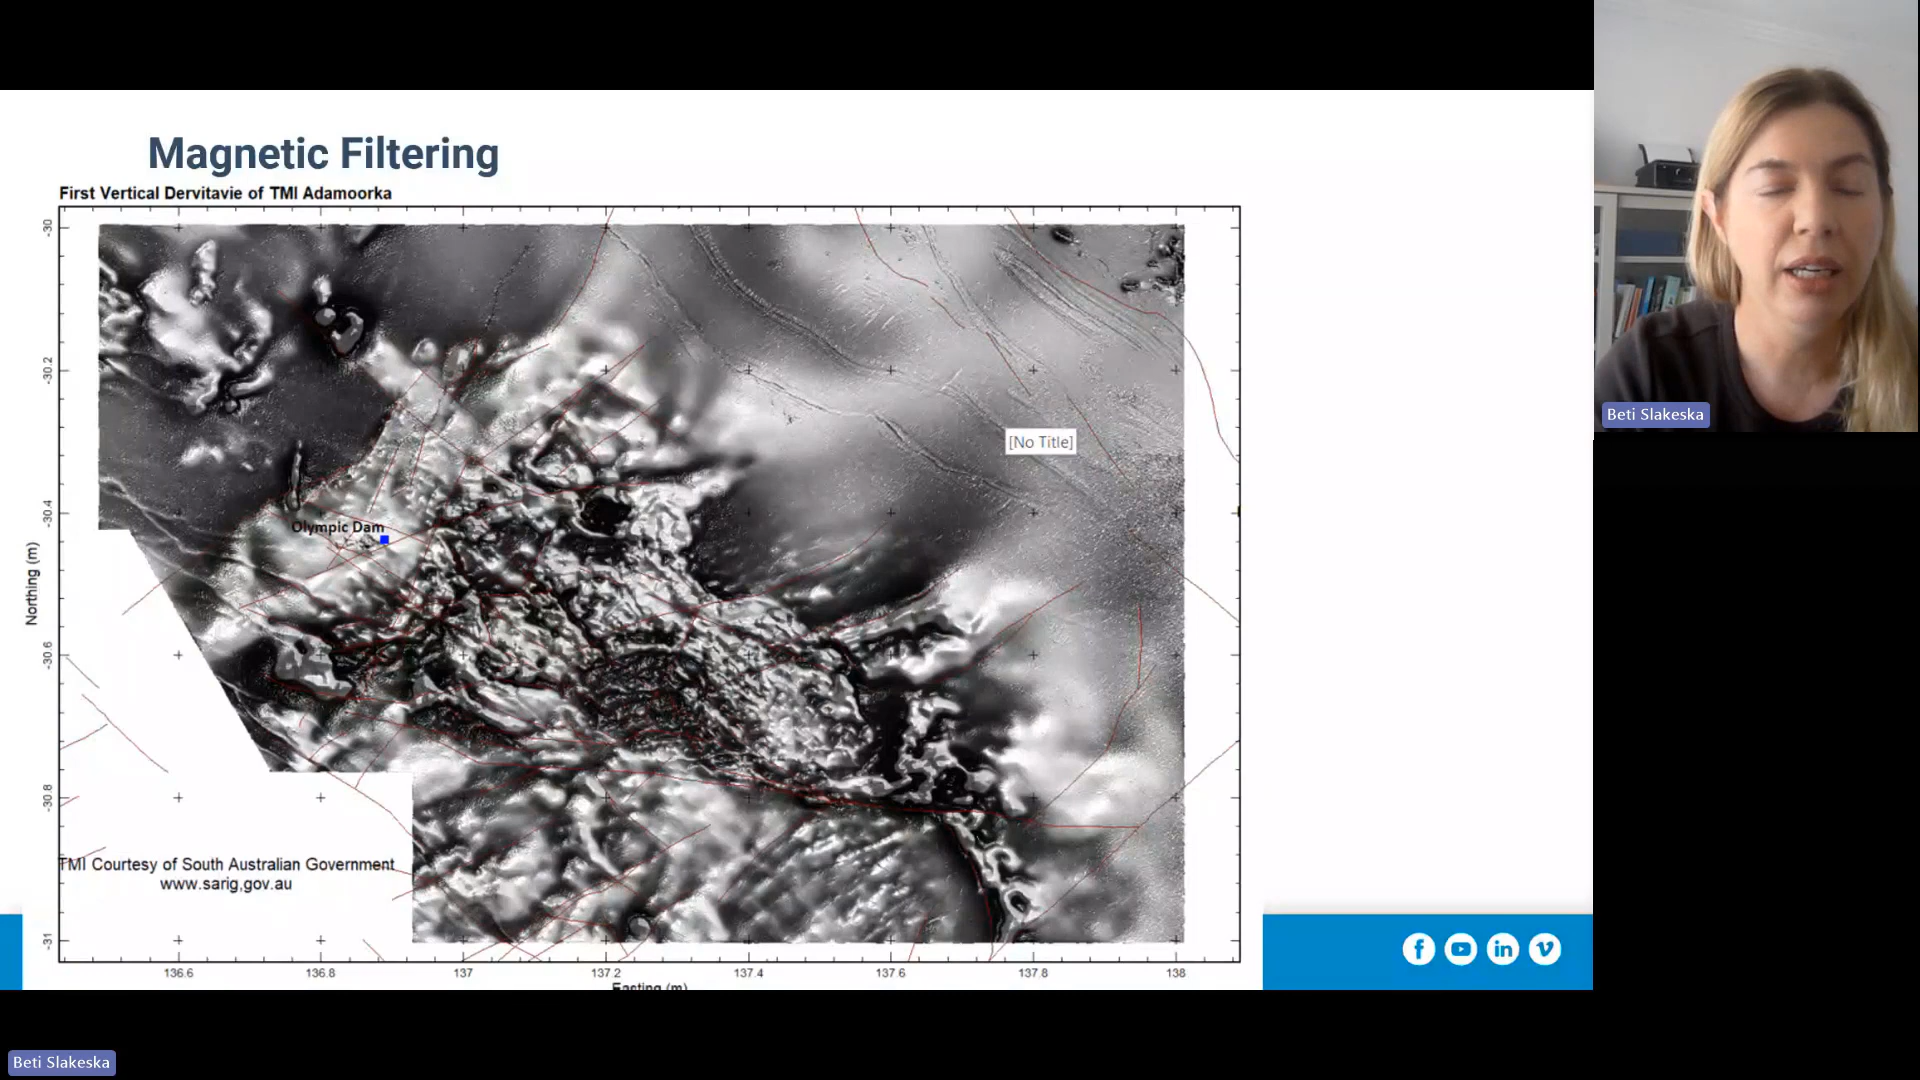 Magnetic Filtering
First Vertical Dervitavie of TMI Adamoorka
-30
-30.2
-30.4
-30.6
-30.8
-31
Northing (m)
[No Title]
Olympic Dam
TMI Courtesy of South Australian Government
www.sarig,gov.au
136.6
136.8
137
137.2
137.4
137.6
137.8
138
Easting (m)
Beti Slakeska
Beti Slakeska